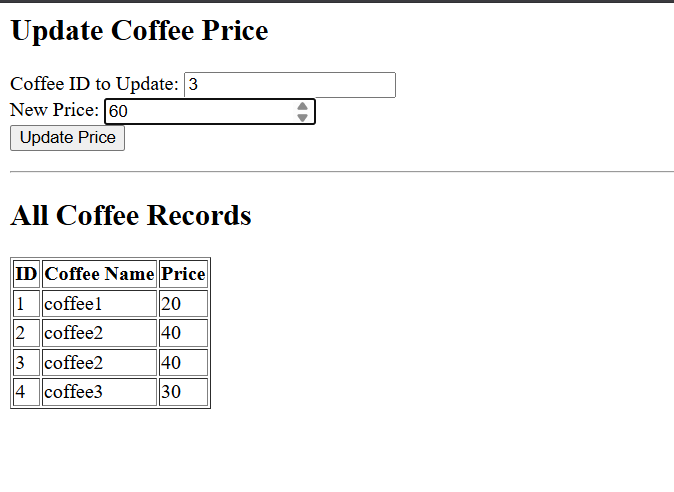 Update Coffee Price
Coffee ID to Update: 3
New Price: 60
Update Price
All Coffee Records
ID Coffee Name Price
1 coffee1 20
2 coffee2 40
3 coffee2 40
4 coffee3 30